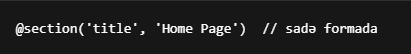 @section('title', 'Home Page')  // sadə formada